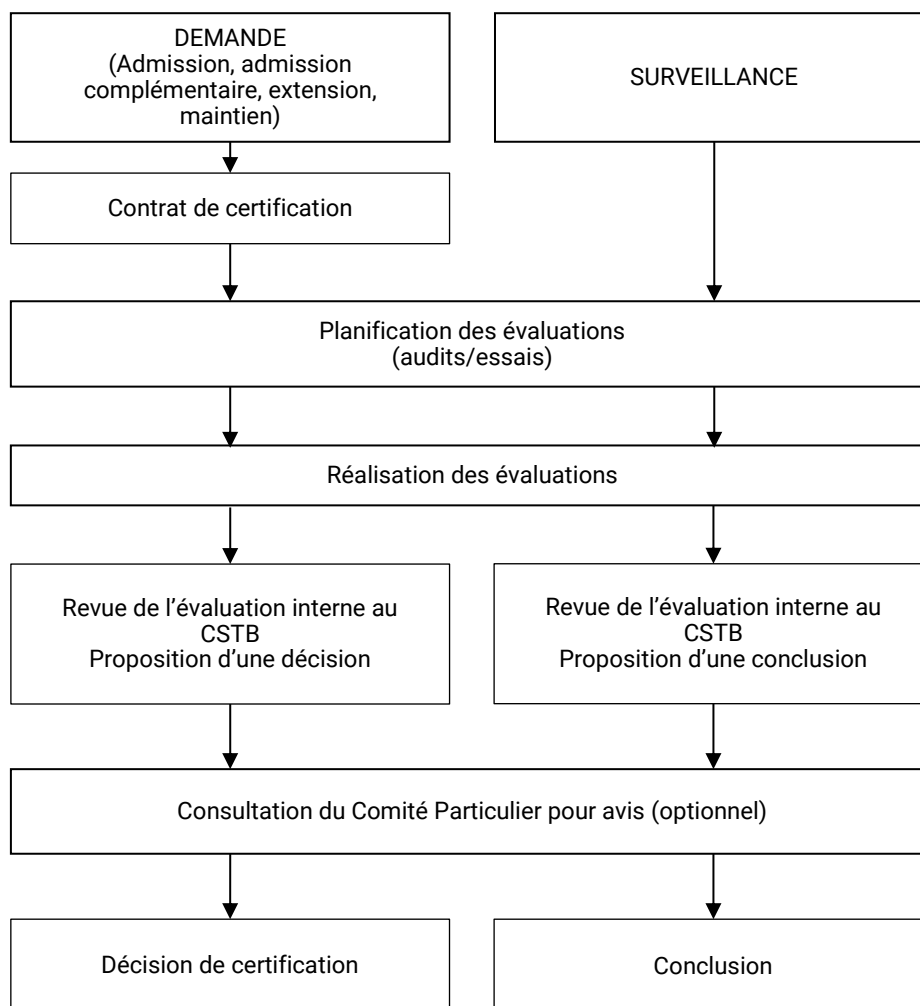 DEMANDE
(Admission, admission
complémentaire, extension,
maintien)
SURVEILLANCE
Contrat de certification
Planification des évaluations
(audits/essais)
Réalisation des évaluations
Revue de l’évaluation interne au
CSTB
Proposition d’une décision
Revue de l’évaluation interne au
CSTB
Proposition d’une conclusion
Consultation du Comité Particulier pour avis (optionnel)
Décision de certification
Conclusion